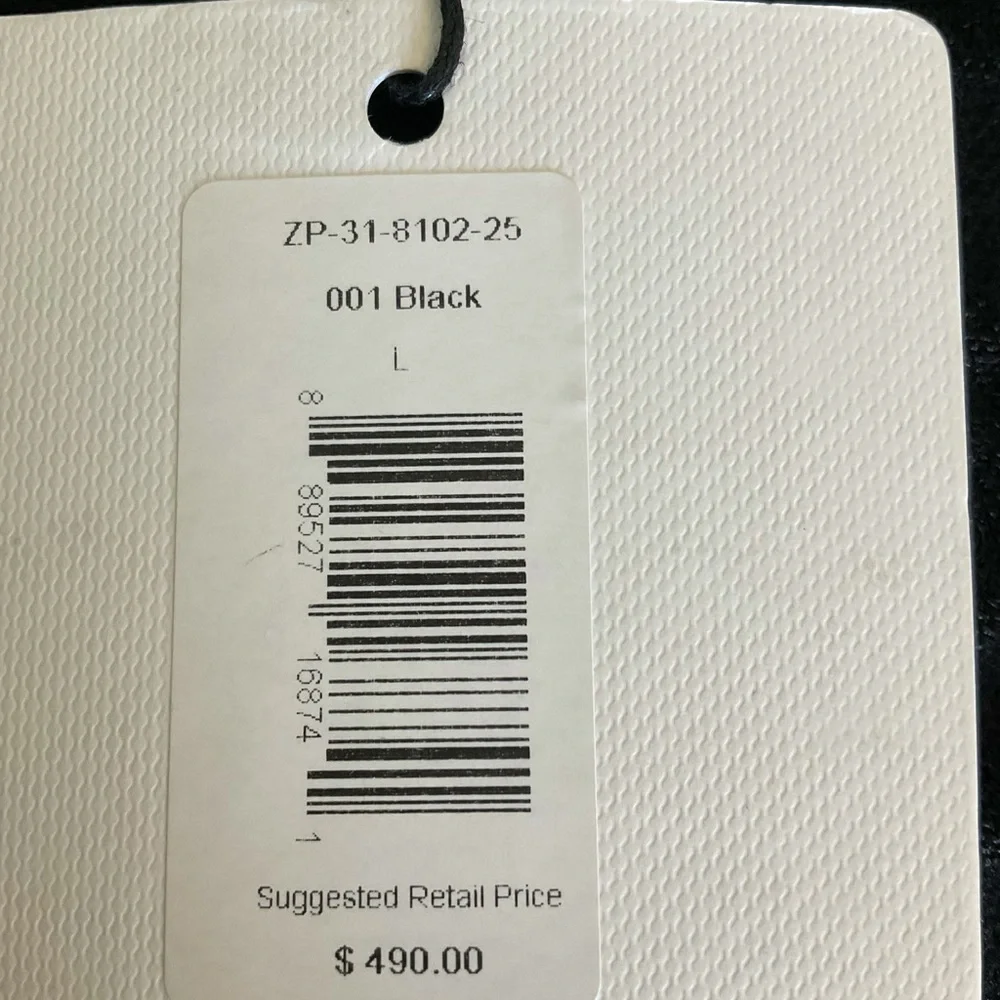 ZP-31-8102-25
001 Black
L
8 89527 16874 1
Suggested Retail Price
$ 490.00